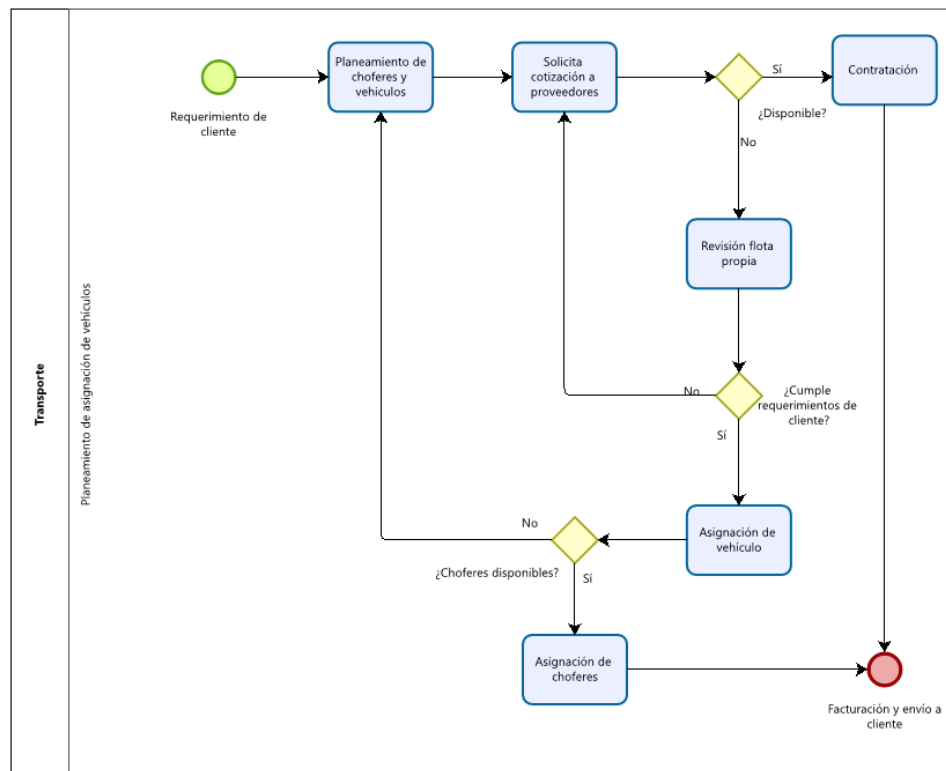 Transporte
Planeamiento de asignación de vehículos
Requerimiento de
cliente
Planeamiento de
choferes y
vehiculos
Solicita
cotización a
proveedores
Sí
¿Disponible?
No
Contratación
Revisión flota
propia
No
¿Cumple
requerimientos de
cliente?
Sí
Asignación de
vehículo
No
¿Choferes disponibles?
Sí
Asignación de
choferes
Facturación y envío a
cliente